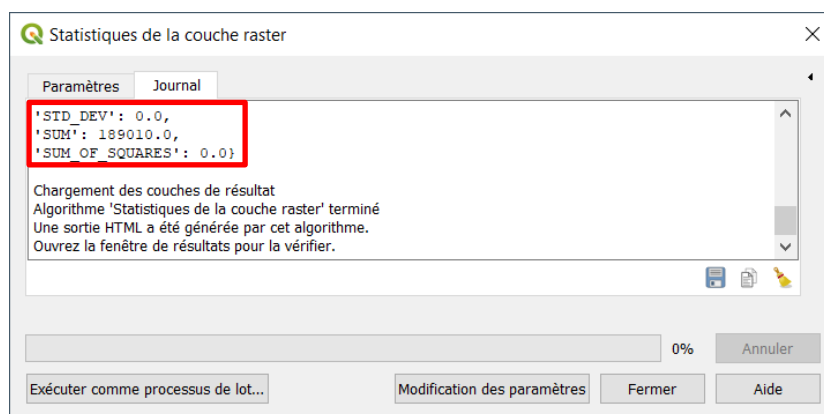 Statistiques de la couche raster
Paramètres Journal
'STD_DEV': 0.0,
'SUM': 189010.0,
'SUM_OF_SQUARES': 0.0}
Chargement des couches de résultat
Algorithme 'Statistiques de la couche raster' terminé
Une sortie HTML a été générée par cet algorithme.
Ouvrez la fenêtre de résultats pour la vérifier.
0% Annuler
Exécuter comme processus de lot... Modification des paramètres Fermer Aide